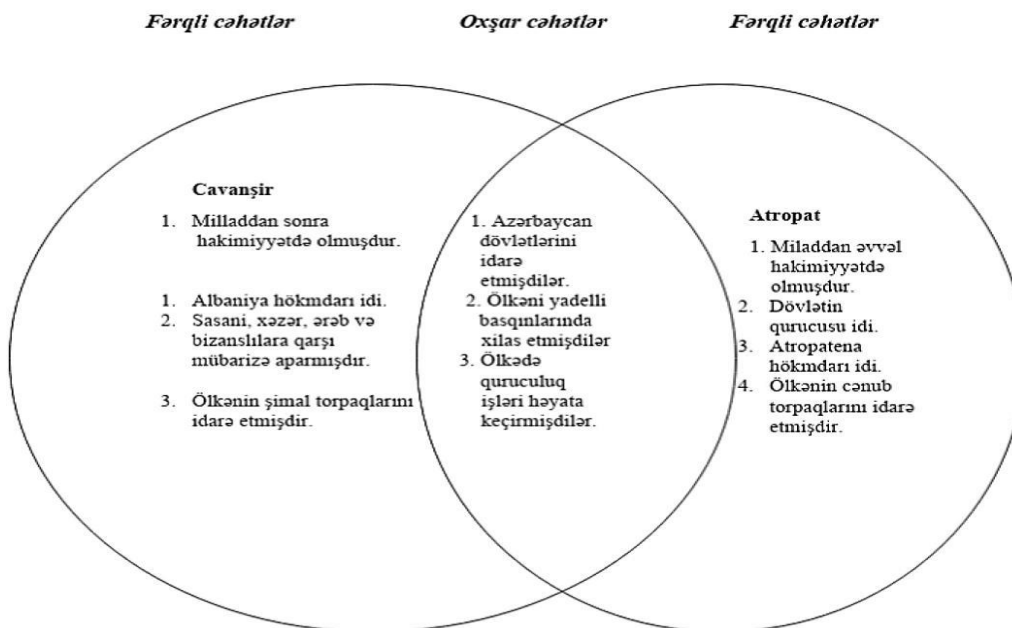 Fərqli cəhətlər Oxşar cəhətlər Fərqli cəhətlər
Cavanşir
1. Milladdan sonra
hakimiyyətdə olmuşdur.
1. Albaniya hökmdarı idi.
2. Sasani, xəzər, ərəb və
bizanslılara qarşı
mübarizə aparmışdır.
3. Ölkənin şimal torpaqlarını
idarə etmişdir.
1. Azərbaycan
dövlətlərini
idarə
etmişdilər.
2. Ölkəni yadelli
basqınlarında
xilas etmişdilər
3. Ölkədə
quruculuq
işləri həyata
keçirmişdilər.
Atropat
1. Miladdan əvvəl
hakimiyyətdə
olmuşdur.
2. Dövlətin
qurucusu idi.
3. Atropatena
hökmdarı idi.
4. Ölkənin cənub
torpaqlarını idarə
etmişdir.